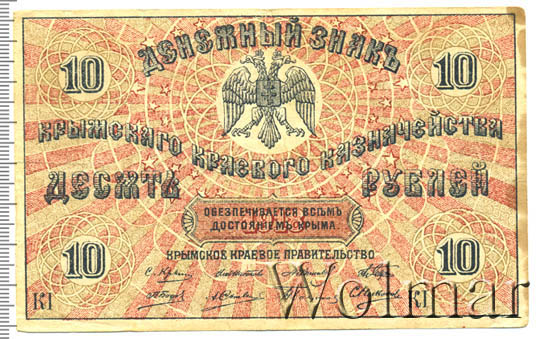 ДЕНЕЖНЫЙ ЗНАКЪ
10 10
КРЫМСКАГО КРАЕВОГО КАЗНАЧЕЙСТВА
ДЕСЯТЬ РУБЛЕЙ
ОБЕЗПЕЧИВАЕТСЯ ВСѢМЪ
ДОСТОЯНІЕМЪ КРЫМА.
КРЫМСКОЕ КРАЕВОЕ ПРАВИТЕЛЬСТВО
10 10
КІ КІ
Wolmar